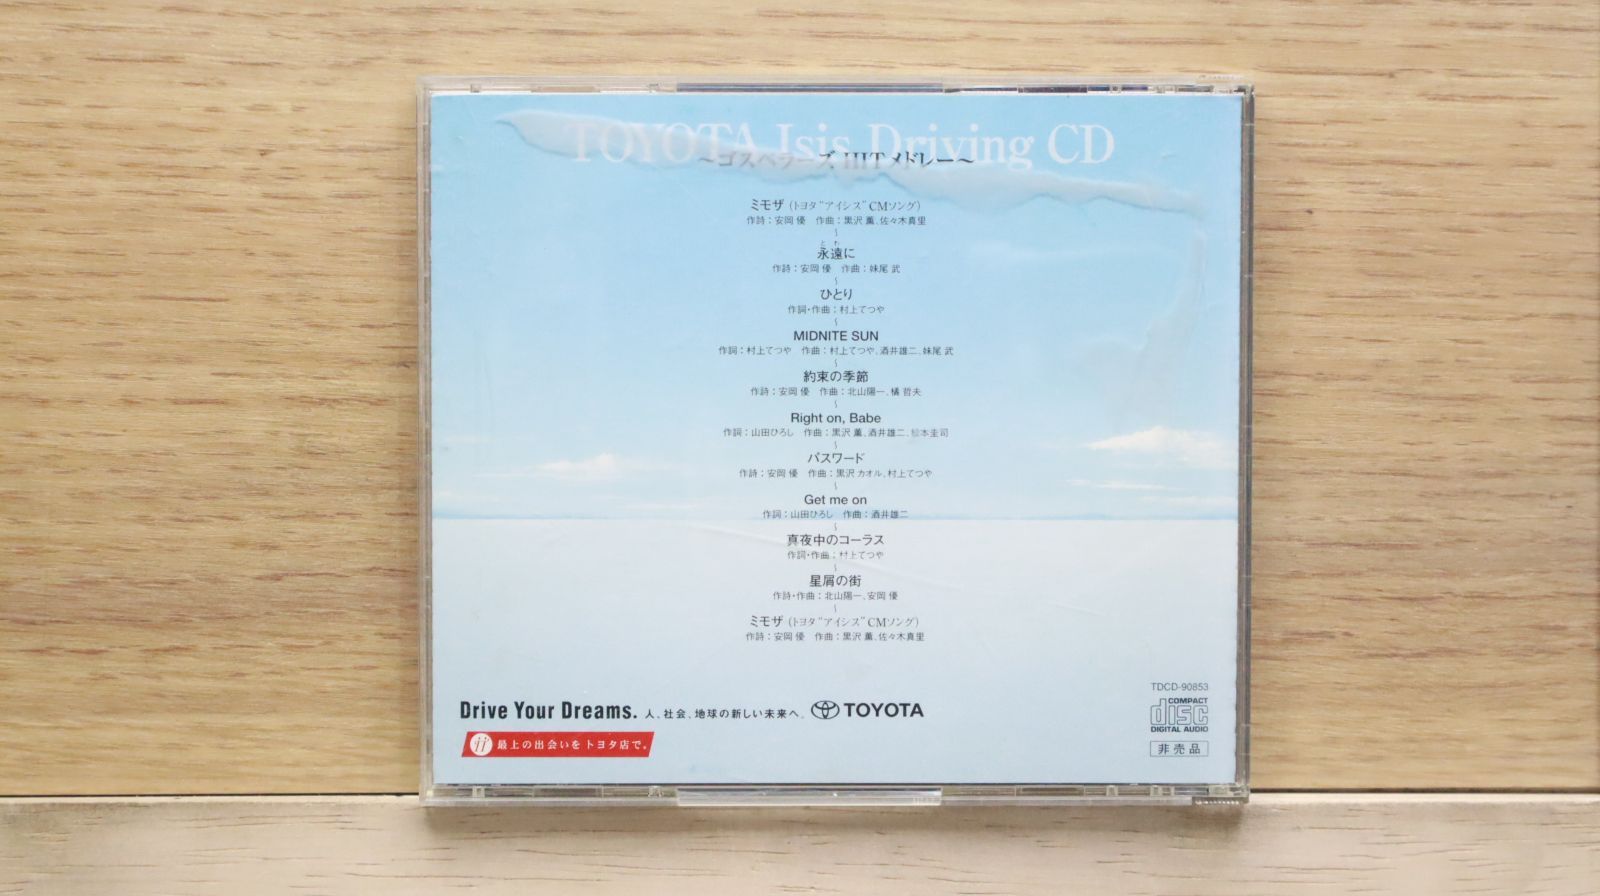 TOYOTA Isis Driving CD
～ゴスペラーズ HITメドレー～
ミモザ（トヨタ“アイシス”CMソング）
作詩：安岡 優　作曲：黒沢 薫、佐々木真里
～
とわ
永遠に
作詩：安岡 優　作曲：妹尾 武
～
ひとり
作詞・作曲：村上てつや
～
MIDNITE SUN
作詞：村上てつや　作曲：村上てつや、酒井雄二、妹尾 武
～
約束の季節
作詩：安岡 優　作曲：北山陽一、橘 哲夫
～
Right on, Babe
作詞：山田ひろし　作曲：黒沢 薫、酒井雄二、松本圭司
～
パスワード
作詩：安岡 優　作曲：黒沢 カオル、村上てつや
～
Get me on
作詞：山田ひろし　作曲：酒井雄二
～
真夜中のコーラス
作詞・作曲：村上てつや
～
星屑の街
作詩・作曲：北山陽一、安岡 優
～
ミモザ（トヨタ“アイシス”CMソング）
作詩：安岡 優　作曲：黒沢 薫、佐々木真里
TDCD-90853
COMPACT
disc
DIGITAL AUDIO
非売品
Drive Your Dreams. 人、社会、地球の新しい未来へ。 TOYOTA
最上の出会いを トヨタ店で。